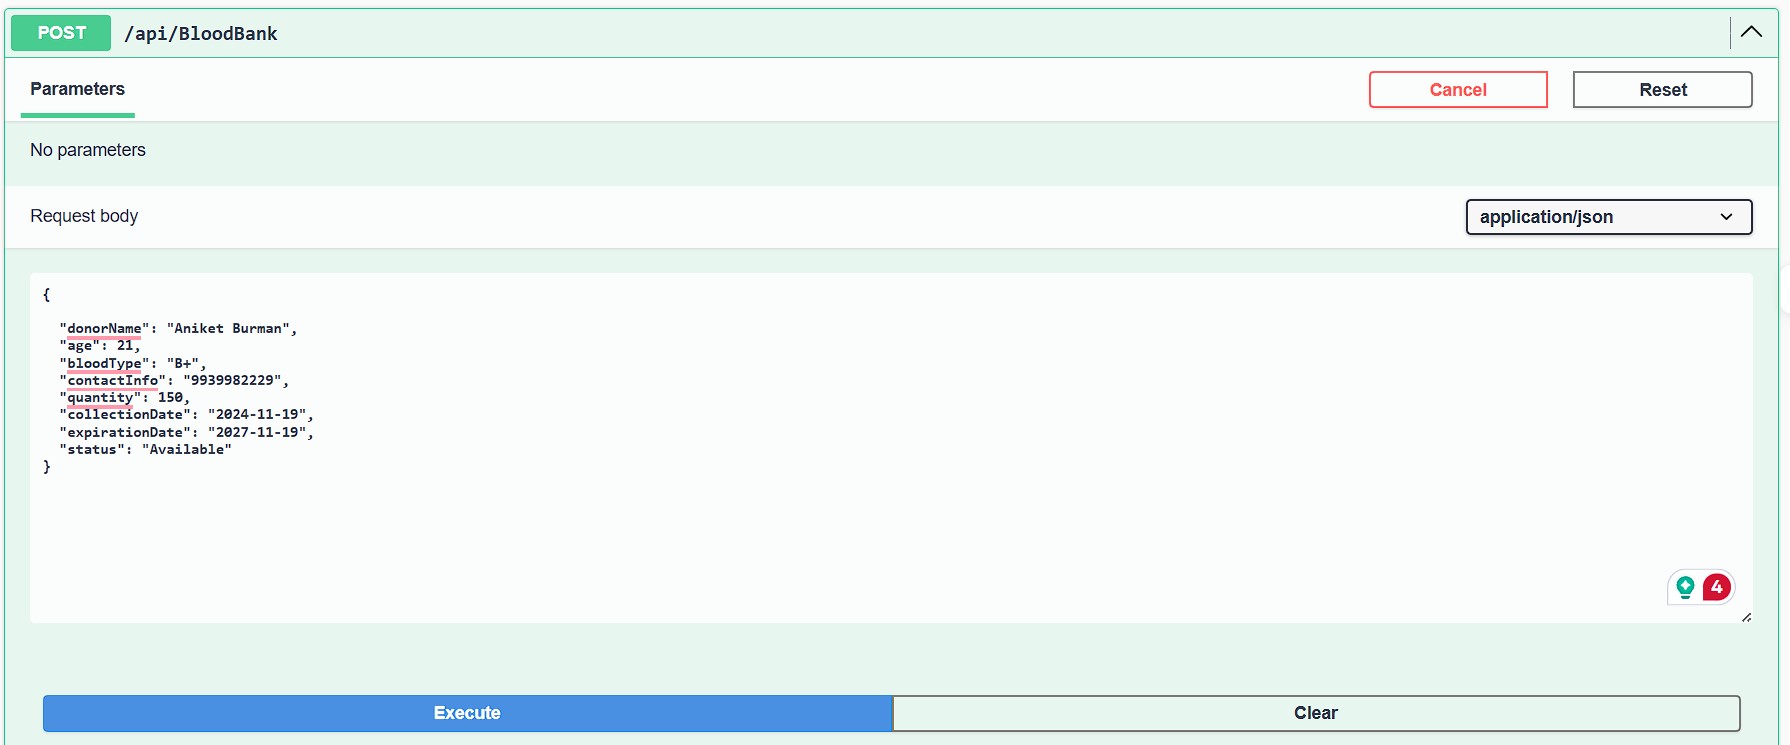 POST /api/BloodBank
Parameters
Cancel
Reset
No parameters
Request body
application/json
{
"donorName": "Aniket Burman",
"age": 21,
"bloodType": "B+",
"contactInfo": "9939982229",
"quantity": 150,
"collectionDate": "2024-11-19",
"expirationDate": "2027-11-19",
"status": "Available"
}
4
Execute
Clear